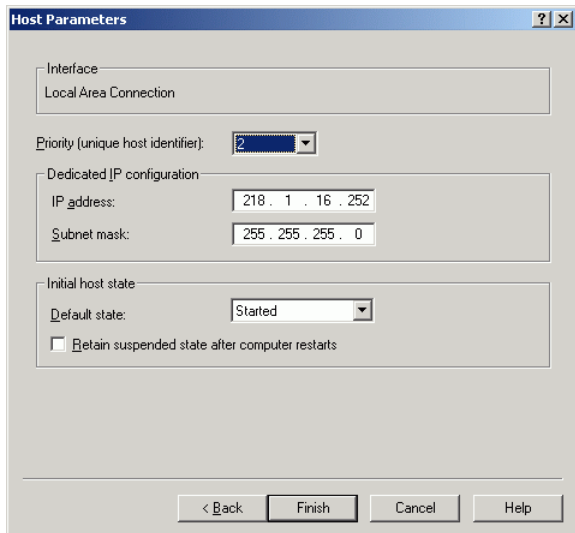 Host Parameters
Interface
Local Area Connection
Priority (unique host identifier): 2
Dedicated IP configuration
IP address: 218 . 1 . 16 . 252
Subnet mask: 255 . 255 . 255 . 0
Initial host state
Default state: Started
Retain suspended state after computer restarts
< Back Finish Cancel Help